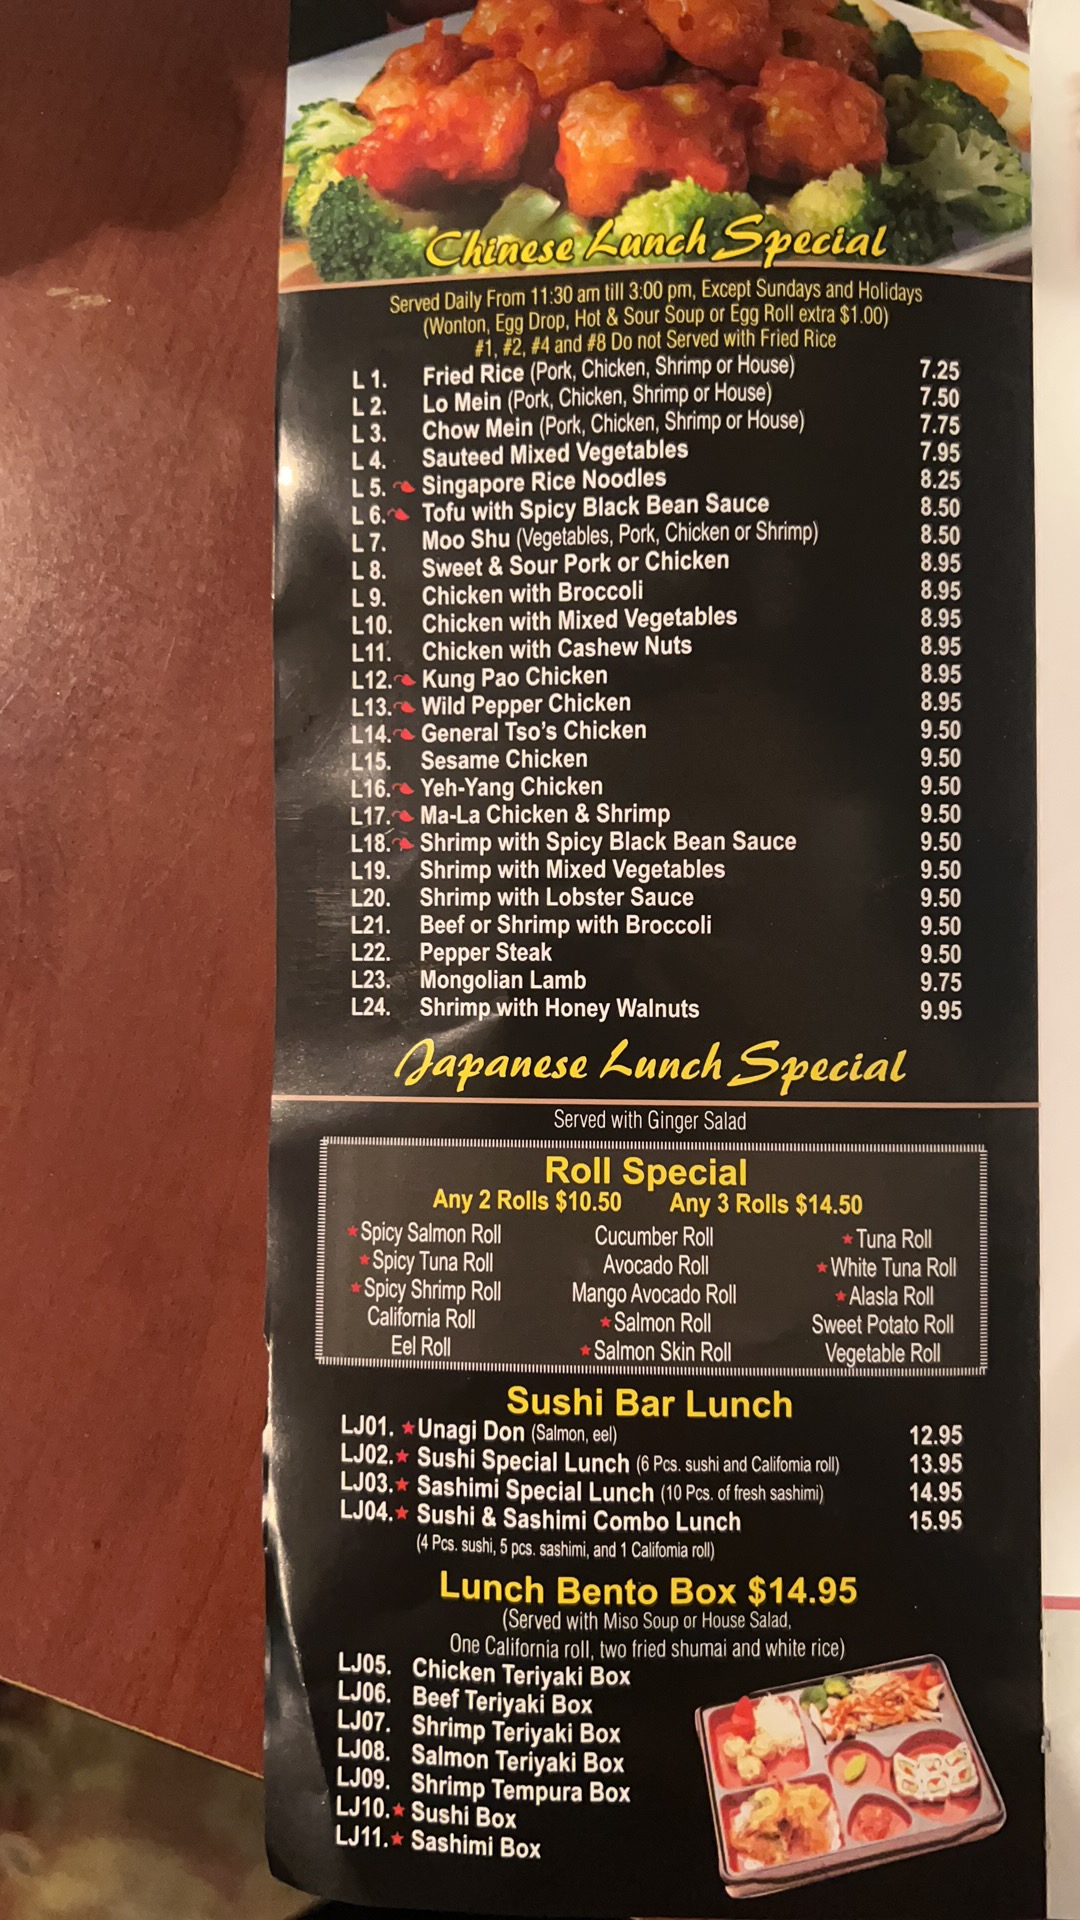 Chinese Lunch Special
Served Daily From 11:30 am till 3:00 pm, Except Sundays and Holidays
(Wonton, Egg Drop, Hot & Sour Soup or Egg Roll extra $1.00)
#1, #2, #4 and #8 Do not Served with Fried Rice
L 1. Fried Rice (Pork, Chicken, Shrimp or House) 7.25
L 2. Lo Mein (Pork, Chicken, Shrimp or House) 7.50
L 3. Chow Mein (Pork, Chicken, Shrimp or House) 7.75
L 4. Sauteed Mixed Vegetables 7.95
L 5. Singapore Rice Noodles 8.25
L 6. Tofu with Spicy Black Bean Sauce 8.50
L 7. Moo Shu (Vegetables, Pork, Chicken or Shrimp) 8.50
L 8. Sweet & Sour Pork or Chicken 8.95
L 9. Chicken with Broccoli 8.95
L10. Chicken with Mixed Vegetables 8.95
L11. Chicken with Cashew Nuts 8.95
L12. Kung Pao Chicken 8.95
L13. Wild Pepper Chicken 8.95
L14. General Tso's Chicken 9.50
L15. Sesame Chicken 9.50
L16. Yeh-Yang Chicken 9.50
L17. Ma-La Chicken & Shrimp 9.50
L18. Shrimp with Spicy Black Bean Sauce 9.50
L19. Shrimp with Mixed Vegetables 9.50
L20. Shrimp with Lobster Sauce 9.50
L21. Beef or Shrimp with Broccoli 9.50
L22. Pepper Steak 9.50
L23. Mongolian Lamb 9.75
L24. Shrimp with Honey Walnuts 9.95
Japanese Lunch Special
Served with Ginger Salad
Roll Special
Any 2 Rolls $10.50 Any 3 Rolls $14.50
★Spicy Salmon Roll Cucumber Roll ★Tuna Roll
★Spicy Tuna Roll Avocado Roll ★White Tuna Roll
★Spicy Shrimp Roll Mango Avocado Roll ★Alasla Roll
California Roll ★Salmon Roll Sweet Potato Roll
Eel Roll ★Salmon Skin Roll Vegetable Roll
Sushi Bar Lunch
LJ01. ★Unagi Don (Salmon, eel) 12.95
LJ02.★ Sushi Special Lunch (6 Pcs. sushi and California roll) 13.95
LJ03.★ Sashimi Special Lunch (10 Pcs. of fresh sashimi) 14.95
LJ04.★ Sushi & Sashimi Combo Lunch 15.95
(4 Pcs. sushi, 5 pcs. sashimi, and 1 California roll)
Lunch Bento Box $14.95
(Served with Miso Soup or House Salad,
One California roll, two fried shumai and white rice)
LJ05. Chicken Teriyaki Box
LJ06. Beef Teriyaki Box
LJ07. Shrimp Teriyaki Box
LJ08. Salmon Teriyaki Box
LJ09. Shrimp Tempura Box
LJ10.★ Sushi Box
LJ11.★ Sashimi Box